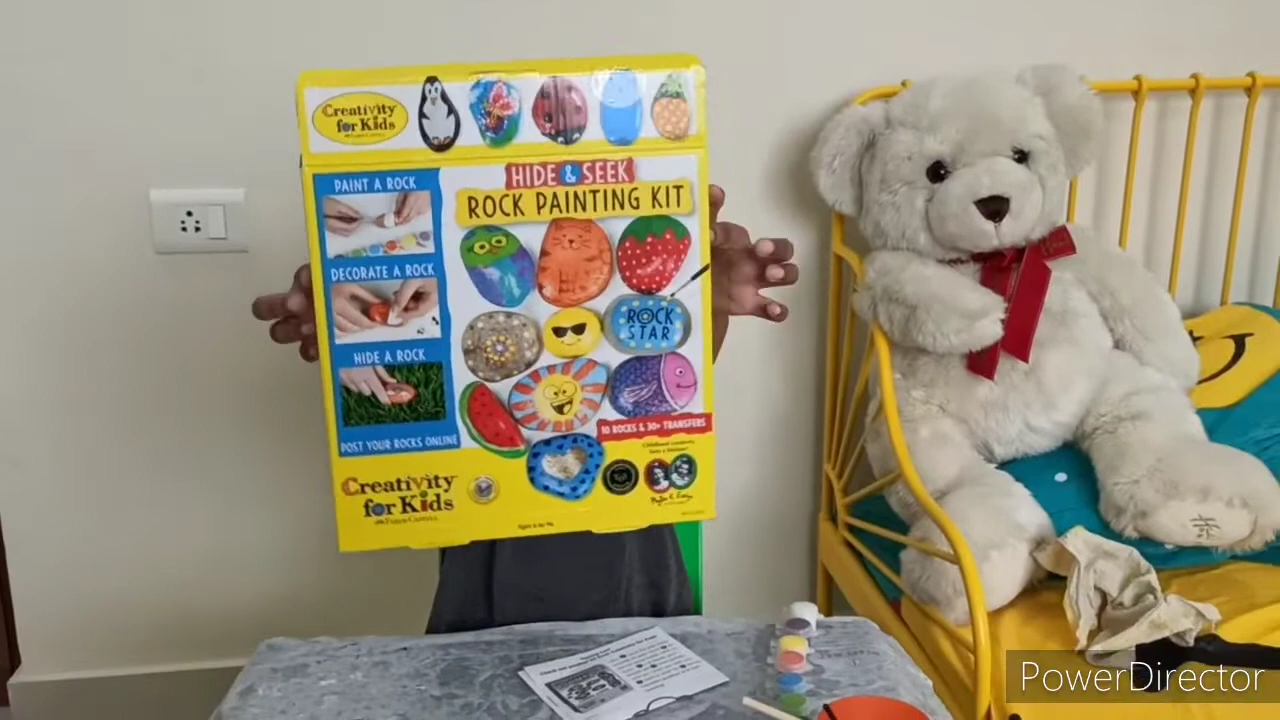 Creativity
for Kids
HIDE & SEEK
ROCK PAINTING KIT
PAINT A ROCK
DECORATE A ROCK
HIDE A ROCK
POST YOUR ROCKS ONLINE
ROCK
STAR
10 ROCKS & 30+ TRANSFERS
Creativity
for Kids
PowerDirector